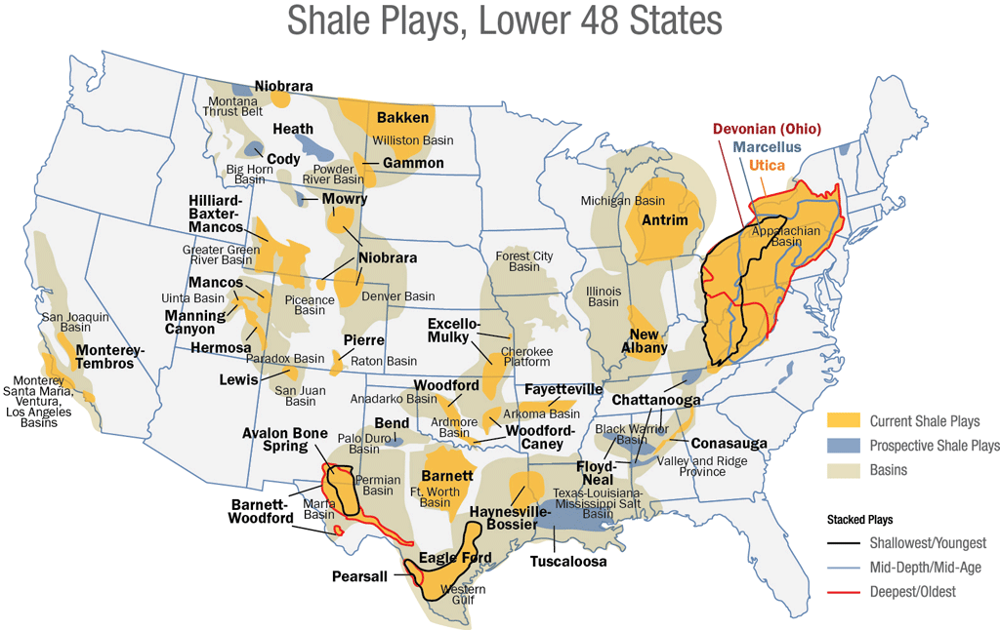 Shale Plays, Lower 48 States
Niobrara
Montana
Thrust Belt
Bakken
Williston Basin
Heath
Cody
Big Horn
Basin
Powder
River Basin
Gammon
Mowry
Hilliard-
Baxter-
Mancos
Greater Green
River Basin
Niobrara
Mancos
Uinta Basin
Manning
Canyon
Piceance
Basin
Denver Basin
Hermosa
Paradox Basin
Pierre
Raton Basin
Lewis
San Juan
Basin
San Joaquin
Basin
Monterey-
Tembros
Monterey
Santa Maria,
Ventura,
Los Angeles
Basins
Devonian (Ohio)
Marcellus
Utica
Michigan Basin
Antrim
Appalachian
Basin
Forest City
Basin
Illinois
Basin
New
Albany
Excello-
Mulky
Cherokee
Platform
Woodford
Anadarko Basin
Fayetteville
Arkoma Basin
Ardmore
Basin
Woodford-
Caney
Bend
Palo Duro
Basin
Avalon Bone
Spring
Permian
Basin
Marfa
Basin
Barnett-
Woodford
Barnett
Ft. Worth
Basin
Haynesville-
Bossier
Texas-Louisiana-
Mississippi Salt
Basin
Tuscaloosa
Eagle Ford
Pearsall
Western
Gulf
Chattanooga
Black Warrior
Basin
Conasauga
Floyd-
Neal
Valley and Ridge
Province
Current Shale Plays
Prospective Shale Plays
Basins
Stacked Plays
Shallowest/Youngest
Mid-Depth/Mid-Age
Deepest/Oldest